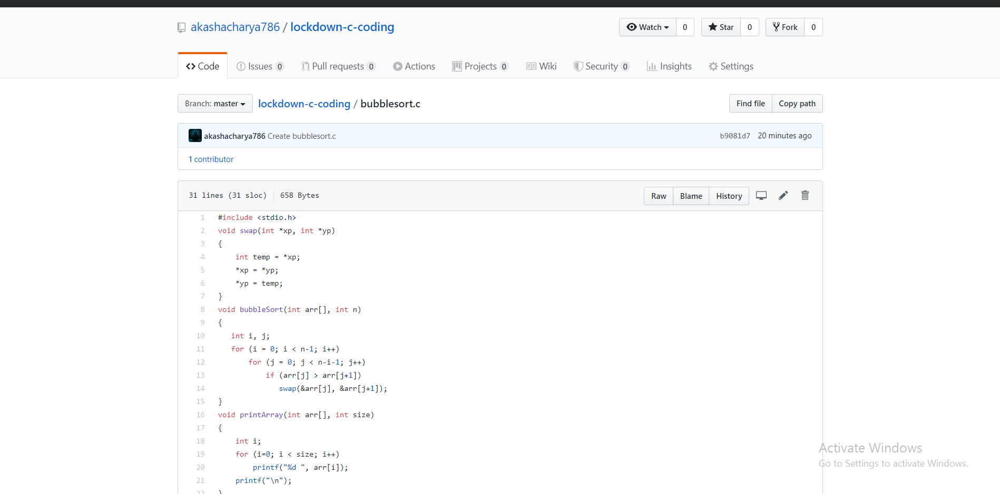 akashacharya786 / lockdown-c-coding
Watch 0 Star 0 Fork 0
Code Issues 0 Pull requests 0 Actions Projects 0 Wiki Security 0 Insights Settings
Branch: master lockdown-c-coding / bubblesort.c Find file Copy path
akashacharya786 Create bubblesort.c b9081d7 20 minutes ago
1 contributor
31 lines (31 sloc) 658 Bytes Raw Blame History
1 #include <stdio.h>
2 void swap(int *xp, int *yp)
3 {
4     int temp = *xp;
5     *xp = *yp;
6     *yp = temp;
7 }
8 void bubbleSort(int arr[], int n)
9 {
10    int i, j;
11    for (i = 0; i < n-1; i++)
12        for (j = 0; j < n-i-1; j++)
13            if (arr[j] > arr[j+1])
14               swap(&arr[j], &arr[j+1]);
15 }
16 void printArray(int arr[], int size)
17 {
18     int i;
19     for (i=0; i < size; i++)
20         printf("%d ", arr[i]);
21     printf("\n");
22 }
Activate Windows
Go to Settings to activate Windows.